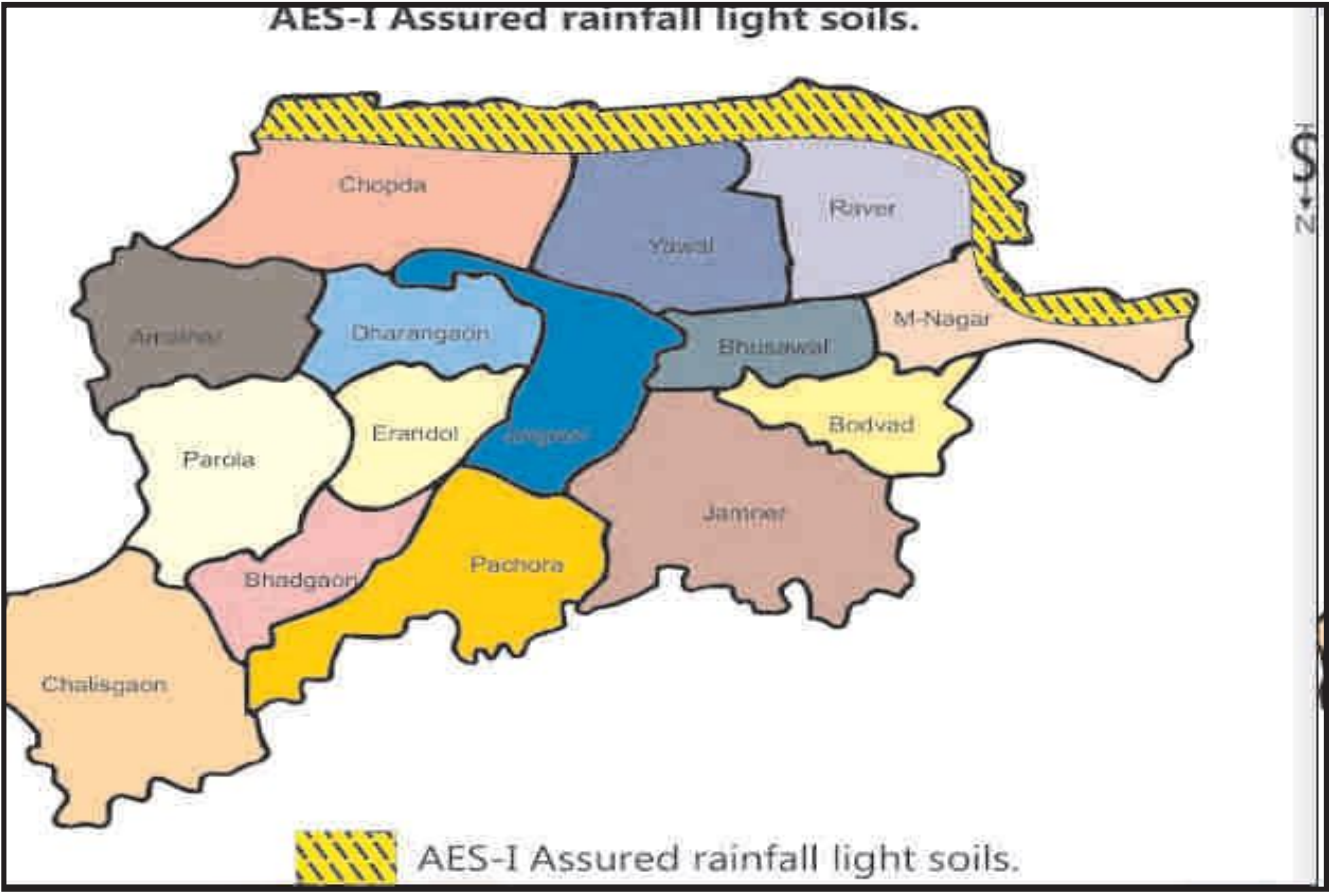 AES-I Assured rainfall light soils.
Chopda
Raver
Yawal
M-Nagar
Amalner
Dharangaon
Bhusawal
Bodvad
Erandol
Parola
Jamner
Pachora
Bhadgaon
Chalisgaon
AES-I Assured rainfall light soils.